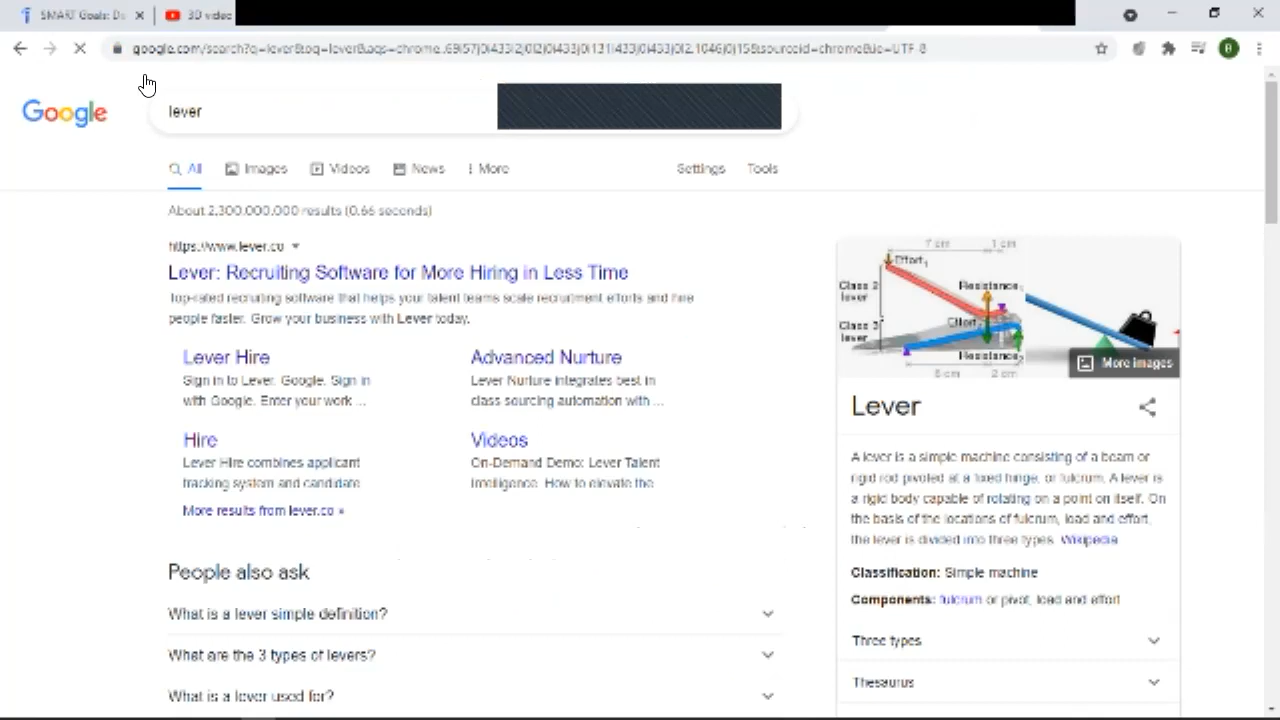 SMART Goals: De
3D video
google.com/search?q=lever&oq=lever&aqs=chrome..69i57j0i433l2j0l2j0i433j0i131i433j0i433j0l2.1046j0j15&sourceid=chrome&ie=UTF-8
B
Google
lever
All
Images
Videos
News
More
Settings
Tools
About 2,300,000,000 results (0.66 seconds)
https://www.lever.co
Lever: Recruiting Software for More Hiring in Less Time
Top-rated recruiting software that helps your talent teams scale recruitment efforts and hire
people faster. Grow your business with Lever today.
Lever Hire
Sign in to Lever. Google. Sign in
with Google. Enter your work ...
Advanced Nurture
Lever Nurture integrates best in
class sourcing automation with ...
Hire
Lever Hire combines applicant
tracking system and candidate
Videos
On-Demand Demo: Lever Talent
Intelligence. How to elevate the
More results from lever.co »
People also ask
What is a lever simple definition?
What are the 3 types of levers?
What is a lever used for?
7 cm
1 cm
Effort1
Class 2
lever
Resistance1
Class 3
lever
Effort2
Resistance2
2 cm
More images
Lever
A lever is a simple machine consisting of a beam or
rigid rod pivoted at a fixed hinge, or fulcrum. A lever is
a rigid body capable of rotating on a point on itself. On
the basis of the locations of fulcrum, load and effort,
the lever is divided into three types. Wikipedia
Classification: Simple machine
Components: fulcrum or pivot, load and effort
Three types
Thesaurus